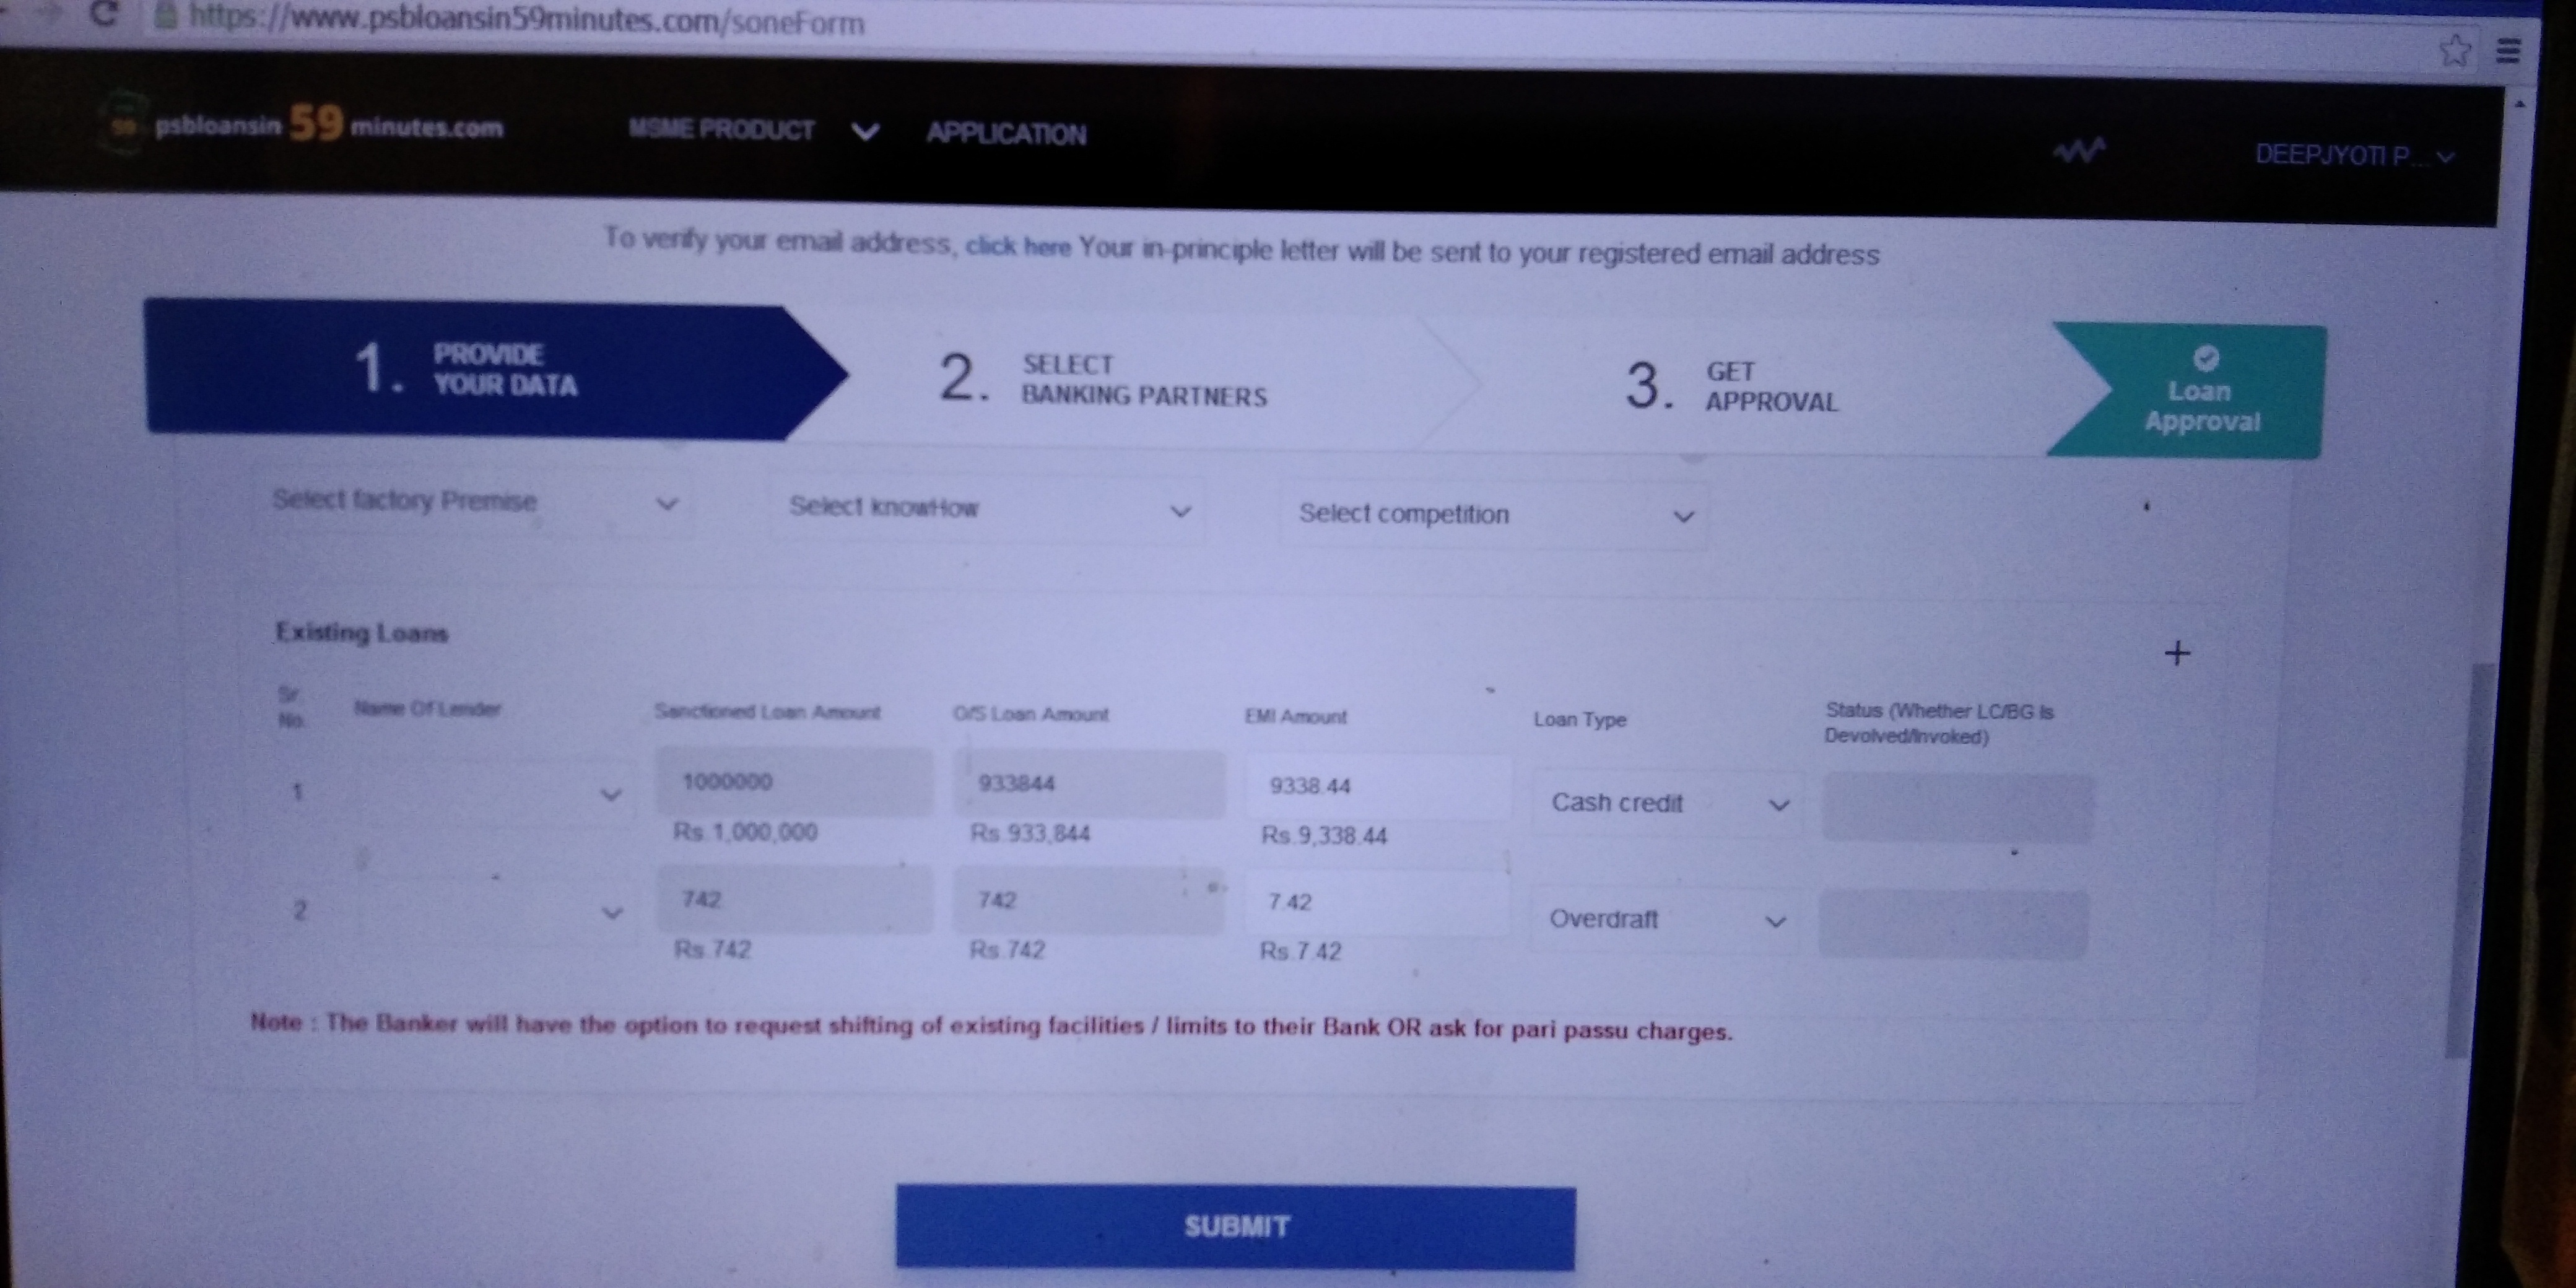 https://www.psbloansin59minutes.com/soneForm
psbloansin 59 minutes.com
MSME PRODUCT
APPLICATION
DEEPJYOTI P...
To verify your email address, click here Your in-principle letter will be sent to your registered email address
1. PROVIDE
YOUR DATA
2. SELECT
BANKING PARTNERS
3. GET
APPROVAL
Loan
Approval
Select factory Premise
Select knowHow
Select competition
Existing Loans
+
Sr
No
Name Of Lender
Sanctioned Loan Amount
O/S Loan Amount
EMI Amount
Loan Type
Status (Whether LC/BG Is
Devolved/Invoked)
1
1000000
933844
9338.44
Cash credit
Rs.1,000,000
Rs.933,844
Rs.9,338.44
2
742
742
7.42
Overdraft
Rs.742
Rs.742
Rs.7.42
Note : The Banker will have the option to request shifting of existing facilities / limits to their Bank OR ask for pari passu charges.
SUBMIT